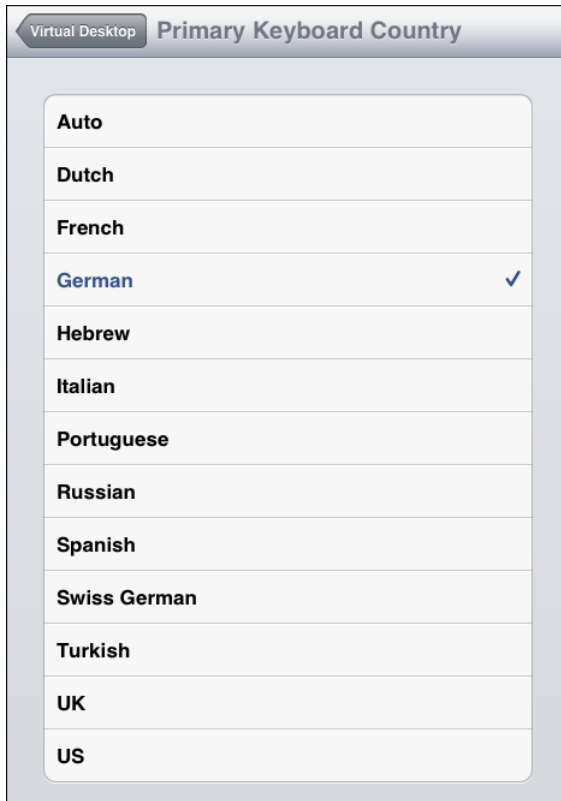 Virtual Desktop Primary Keyboard Country
Auto
Dutch
French
German
Hebrew
Italian
Portuguese
Russian
Spanish
Swiss German
Turkish
UK
US